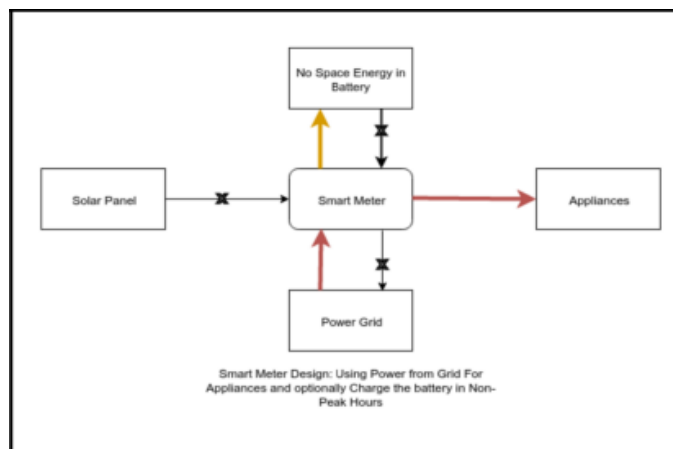 No Space Energy in
Battery
Solar Panel
Smart Meter
Appliances
Power Grid
Smart Meter Design: Using Power from Grid For
Appliances and optionally Charge the battery in Non-
Peak Hours